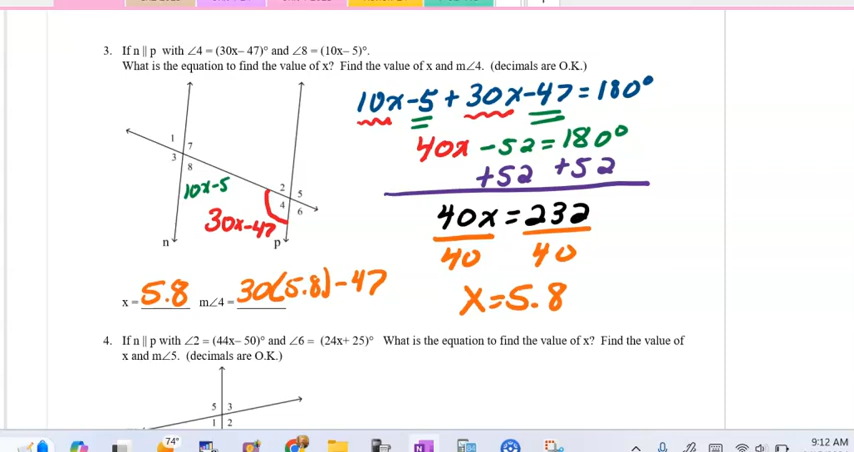 3. If n || p with ∠4 = (30x– 47)° and ∠8 = (10x– 5)°.
What is the equation to find the value of x? Find the value of x and m∠4. (decimals are O.K.)
10x-5 + 30x-47 = 180°
40x - 52 = 180°
+52 +52
40x = 232
40 40
x = 5.8
1 7
3 8
10x-5
2 5
4 6
30x-47
n p
x = 5.8 m∠4 = 30(5.8)-47
4. If n || p with ∠2 = (44x– 50)° and ∠6 = (24x+ 25)° What is the equation to find the value of x? Find the value of
x and m∠5. (decimals are O.K.)
5 3
1 2
74°
9:12 AM